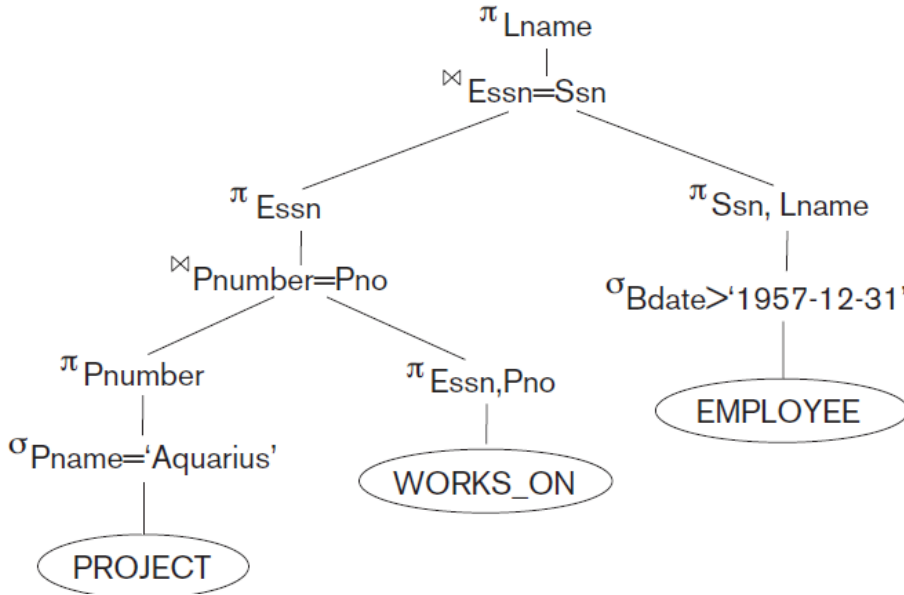 π Lname
⋈ Essn=Ssn
π Essn
π Ssn, Lname
⋈ Pnumber=Pno
σ Bdate>‘1957-12-31’
π Pnumber
π Essn,Pno
EMPLOYEE
σ Pname=‘Aquarius’
WORKS_ON
PROJECT